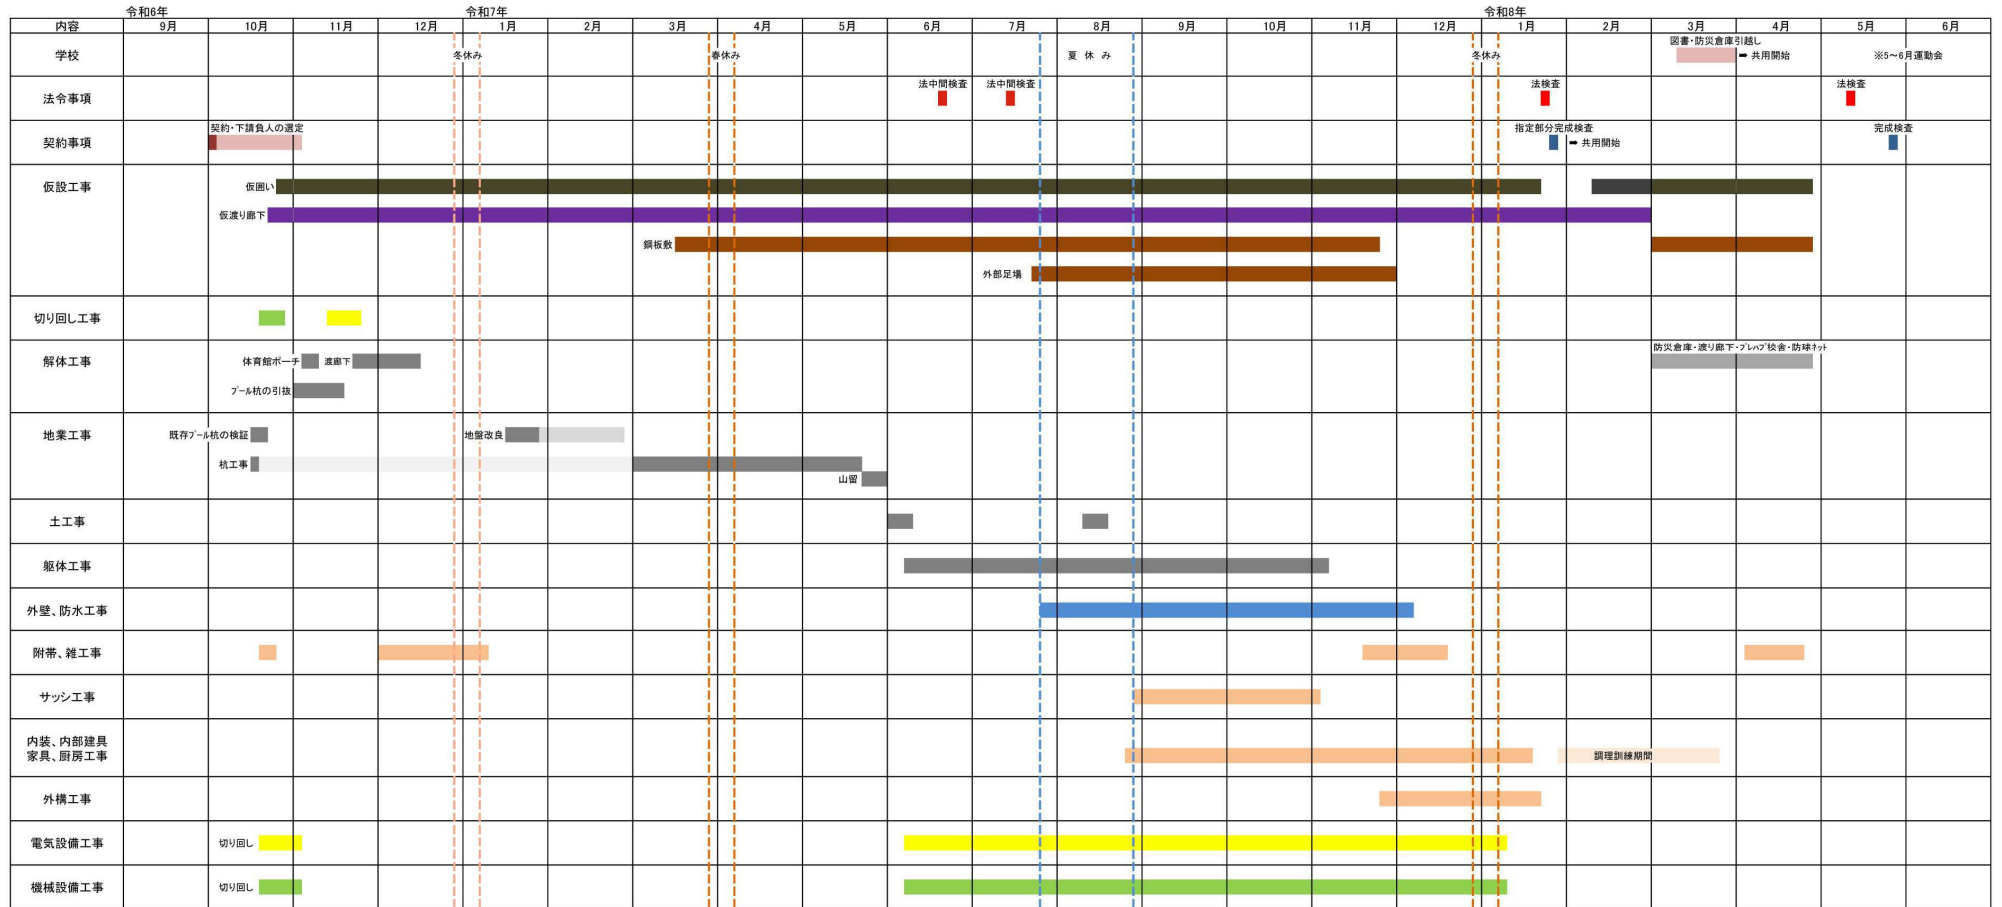 令和6年 令和7年 令和8年
内容 9月 10月 11月 12月 1月 2月 3月 4月 5月 6月 7月 8月 9月 10月 11月 12月 1月 2月 3月 4月 5月 6月
図書・防災倉庫引越し
学校 冬休み 春休み 夏 休 み 冬休み ➡ 共用開始 ※5～6月運動会
法中間検査 法中間検査 法検査 法検査
法令事項
契約・下請負人の選定 指定部分完成検査 完成検査
契約事項 ➡ 共用開始
仮設工事 仮囲い
仮渡り廊下
鋼板敷
外部足場
切り回し工事
防災倉庫・渡り廊下・プレハブ校舎・防球ネット
解体工事 体育館ポーチ 渡廊下
プール杭の引抜
地業工事 既存プール杭の検証 地盤改良
杭工事
山留
土工事
躯体工事
外壁、防水工事
附帯、雑工事
サッシ工事
内装、内部建具
家具、厨房工事 調理訓練期間
外構工事
電気設備工事 切り回し
機械設備工事 切り回し